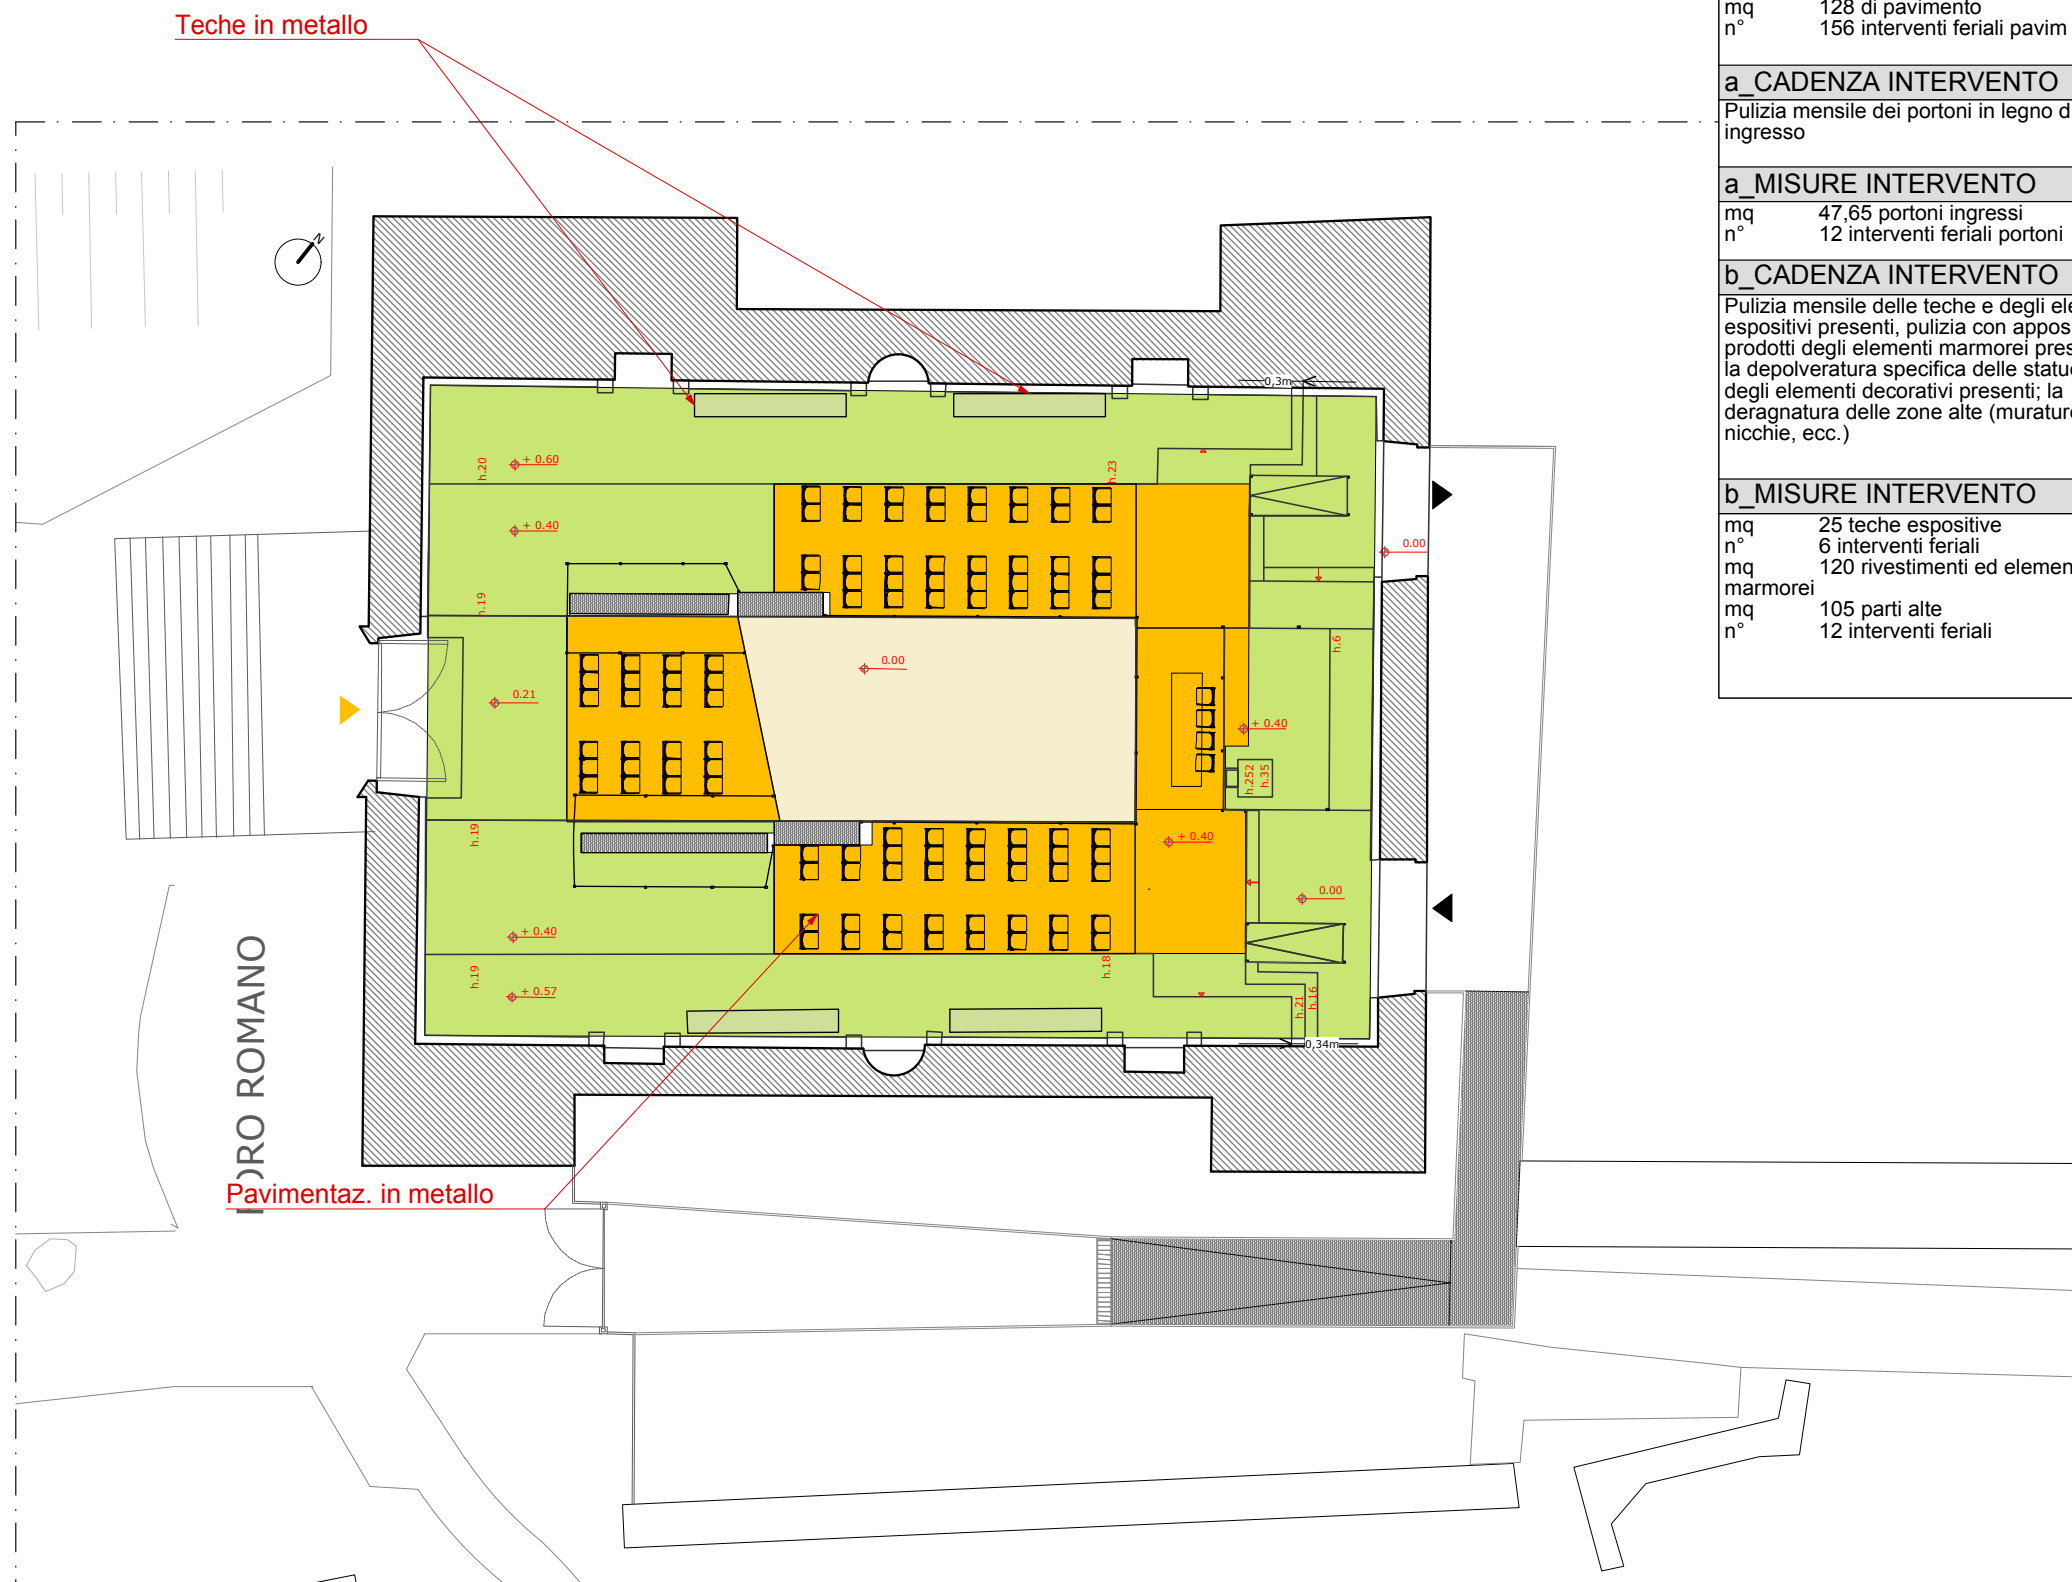 Teche in metallo
N
0,3m
h.20
+ 0.60
h.23
+ 0.40
0.00
h.19
h.6
0.00
0.21
+ 0.40
h.252
h.35
h.19
+ 0.40
0.00
+ 0.40
h.19
h.18
+ 0.57
h.21
h.16
0,34m
ORO ROMANO
Pavimentaz. in metallo
mq 128 di pavimento
n° 156 interventi feriali pavim
a_CADENZA INTERVENTO
Pulizia mensile dei portoni in legno d
ingresso
a_MISURE INTERVENTO
mq 47,65 portoni ingressi
n° 12 interventi feriali portoni
b_CADENZA INTERVENTO
Pulizia mensile delle teche e degli ele
espositivi presenti, pulizia con appos
prodotti degli elementi marmorei pres
la depolveratura specifica delle statue
degli elementi decorativi presenti; la
deragnatura delle zone alte (murature
nicchie, ecc.)
b_MISURE INTERVENTO
mq 25 teche espositive
n° 6 interventi feriali
mq 120 rivestimenti ed elemen
marmorei
mq 105 parti alte
n° 12 interventi feriali